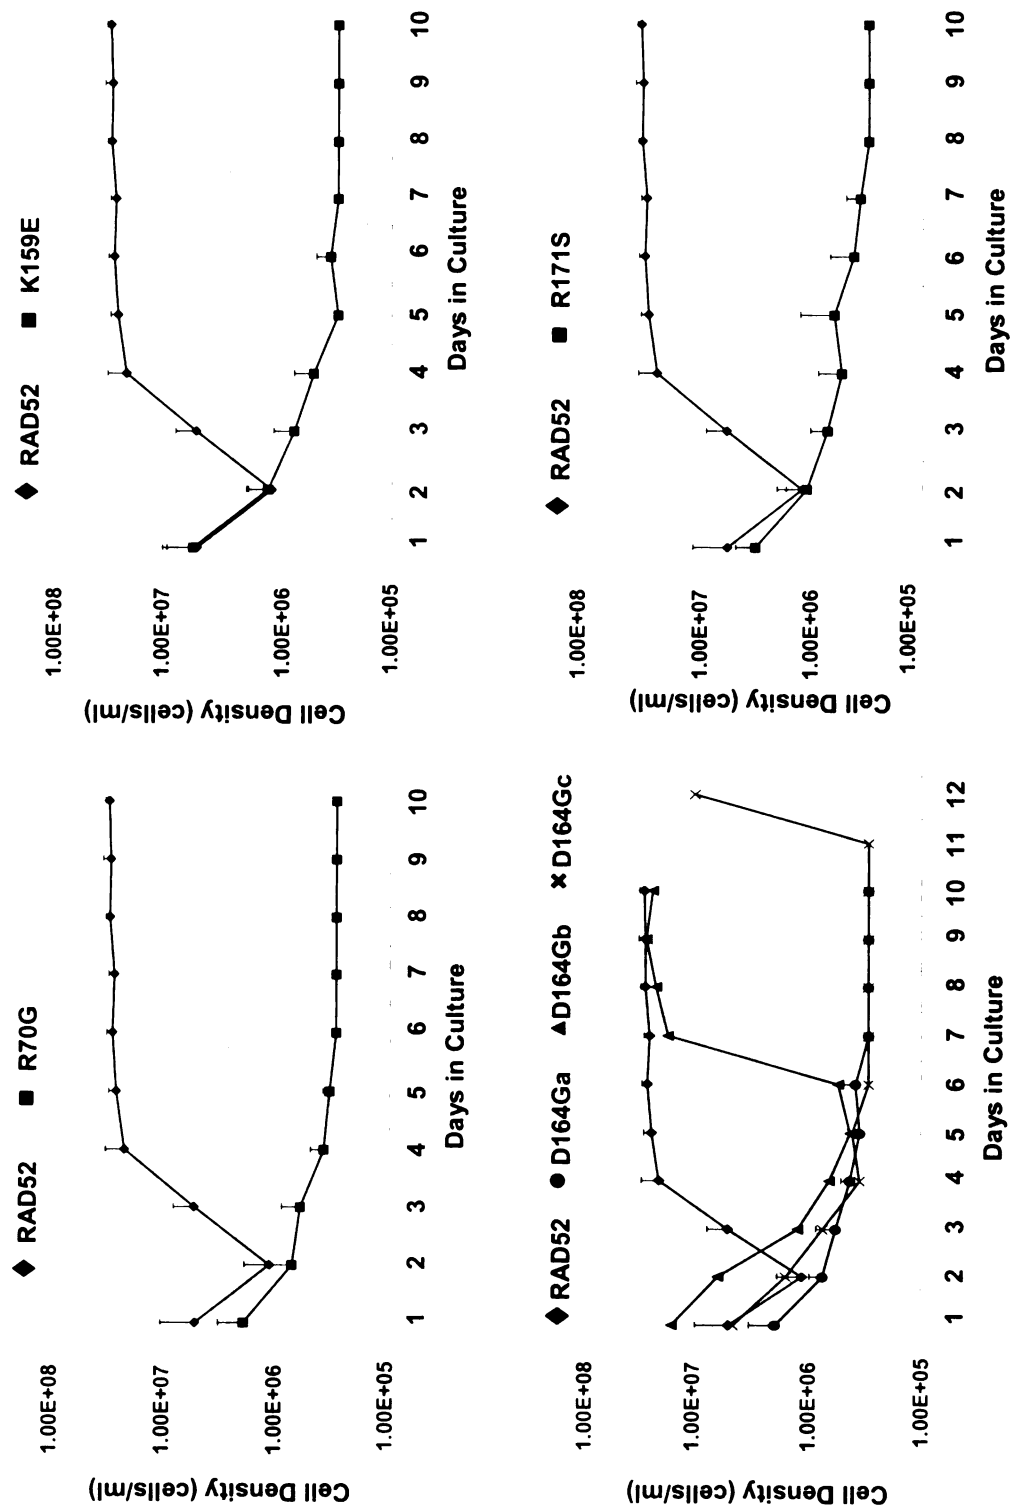 ◆ RAD52 ■ R70G
Cell Density (cells/ml)
1.00E+08
1.00E+07
1.00E+06
1.00E+05
1 2 3 4 5 6 7 8 9 10
Days in Culture
◆ RAD52 ■ K159E
Cell Density (cells/ml)
1.00E+08
1.00E+07
1.00E+06
1.00E+05
1 2 3 4 5 6 7 8 9 10
Days in Culture
◆ RAD52 ● D164Ga ▲ D164Gb ✖ D164Gc
Cell Density (cells/ml)
1.00E+08
1.00E+07
1.00E+06
1.00E+05
1 2 3 4 5 6 7 8 9 10 11 12
Days in Culture
◆ RAD52 ■ R171S
Cell Density (cells/ml)
1.00E+08
1.00E+07
1.00E+06
1.00E+05
1 2 3 4 5 6 7 8 9 10
Days in Culture